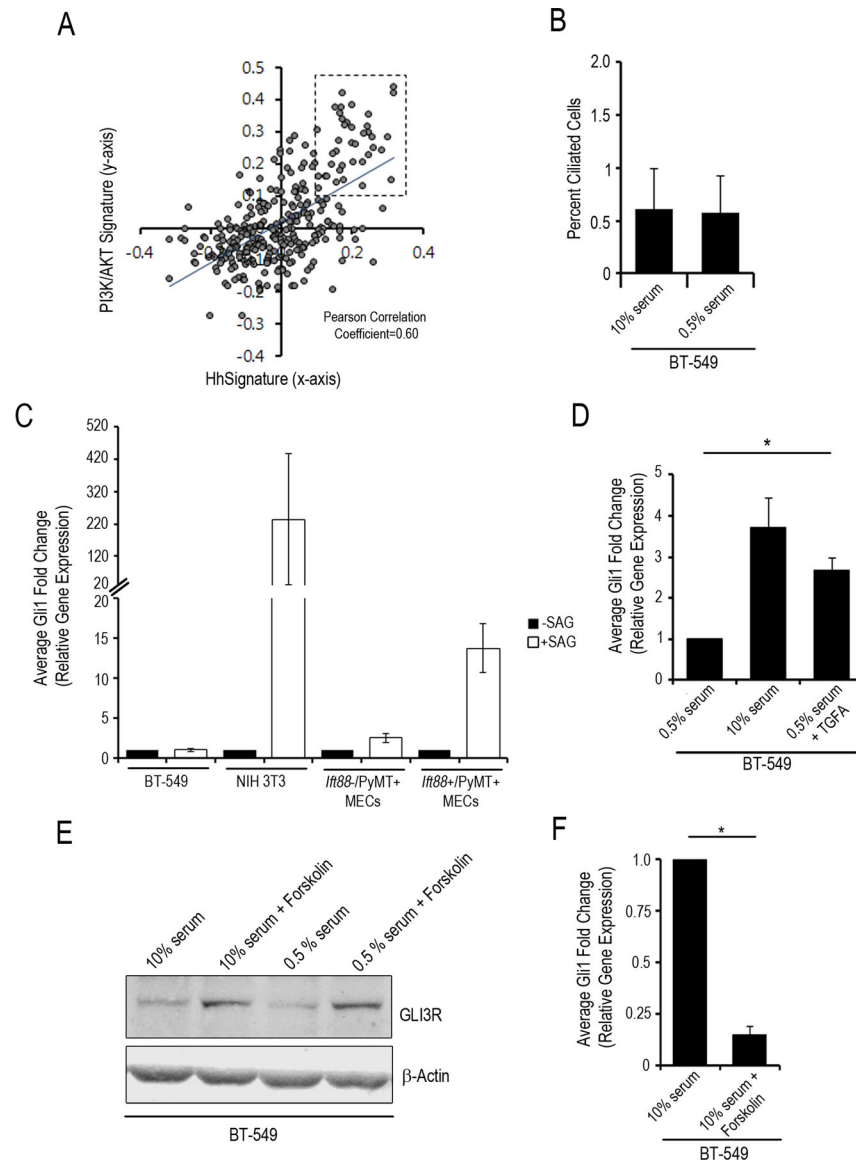 A
0.5
0.4
0.3
0.2
0.1
-0.4
0.2
0.4
-0.2
-0.3
-0.4
PI3K/AKT Signature (y-axis)
Pearson Correlation
Coefficient=0.60
HhSignature (x-axis)
B
2.0
1.5
1
0.5
0
Percent Ciliated Cells
10% serum
0.5% serum
BT-549
C
520
420
320
220
120
20
20
15
10
5
0
Average Gli1 Fold Change
(Relative Gene Expression)
-SAG
+SAG
BT-549
NIH 3T3
Ift88-/PyMT+
MECs
Ift88+/PyMT+
MECs
D
*
5
4
3
2
1
0
Average Gli1 Fold Change
(Relative Gene Expression)
0.5% serum
10% serum
0.5% serum
+ TGFA
BT-549
E
10% serum
10% serum + Forskolin
0.5 % serum
0.5 % serum + Forskolin
GLI3R
β-Actin
BT-549
F
*
1.0
0.75
0.5
0.25
0
Average Gli1 Fold Change
(Relative Gene Expression)
10% serum
10% serum +
Forskolin
BT-549